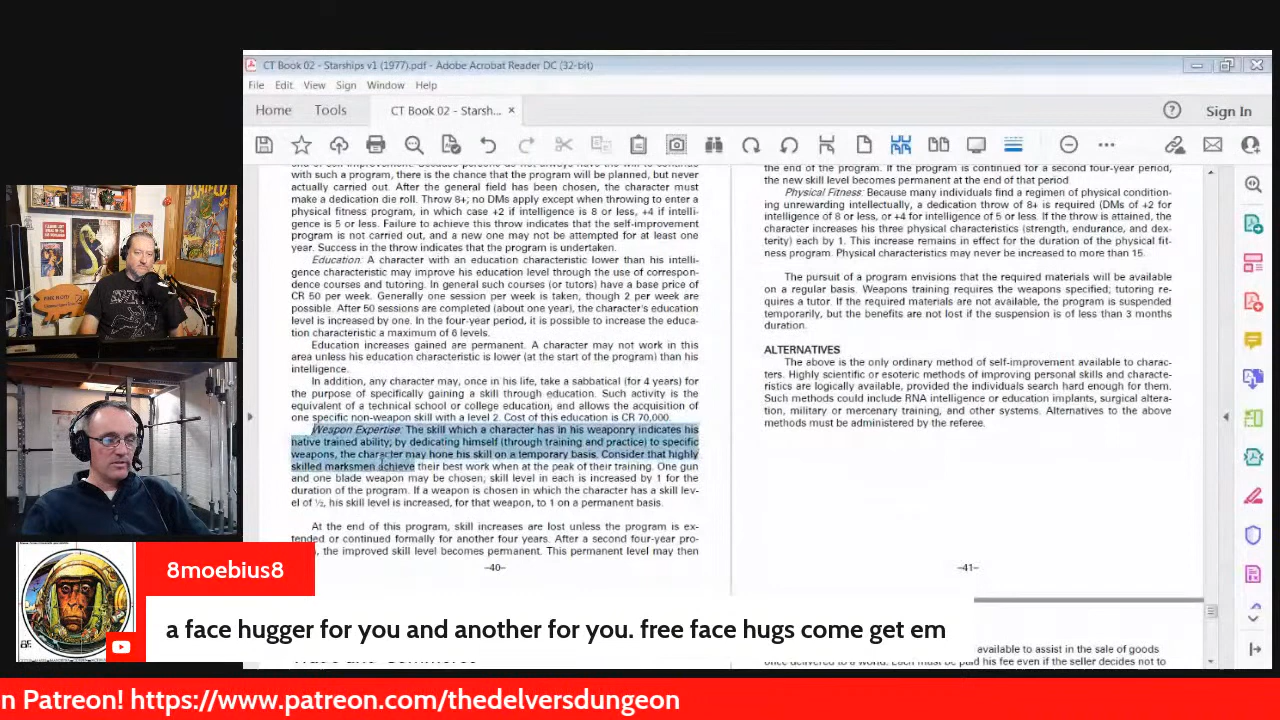 CT Book 02 - Starships v1 (1977).pdf - Adobe Acrobat Reader DC (32-bit)
File Edit View Sign Window Help
Home Tools CT Book 02 - Starsh... × Sign In
with such a program, there is the chance that the program will be planned, but never
actually carried out. After the general field has been chosen, the character must
make a dedication die roll. Throw 8+; no DMs apply except when throwing to enter a
physical fitness program, in which case +2 if intelligence is 8 or less, +4 if intelli-
gence is 5 or less. Failure to achieve this throw indicates that the self-improvement
program is not carried out, and a new one may not be attempted for at least one
year. Success in the throw indicates that the program is undertaken.
Education: A character with an education characteristic lower than his intelli-
gence characteristic may improve his education level through the use of correspon-
dence courses and tutoring. In general such courses (or tutors) have a base price of
CR 50 per week. Generally one session per week is taken, though 2 per week are
possible. After 50 sessions are completed (about one year), the character's education
level is increased by one. In the four-year period, it is possible to increase the educa-
tion characteristic a maximum of 6 levels.
Education increases gained are permanent. A character may not work in this
area unless his education characteristic is lower (at the start of the program) than his
intelligence.
In addition, any character may, once in his life, take a sabbatical (for 4 years) for
the purpose of specifically gaining a skill through education. Such activity is the
equivalent of a technical school or college education, and allows the acquisition of
one specific non-weapon skill with a level 2. Cost of this education is CR 70,000.
Weapon Expertise: The skill which a character has in his weaponry indicates his
native trained ability; by dedicating himself (through training and practice) to specific
weapons, the character may hone his skill on a temporary basis. Consider that highly
skilled marksmen achieve their best work when at the peak of their training. One gun
and one blade weapon may be chosen; skill level in each is increased by 1 for the
duration of the program. If a weapon is chosen in which the character has a skill lev-
el of ½, his skill level is increased, for that weapon, to 1 on a permanent basis.
At the end of this program, skill increases are lost unless the program is ex-
tended or continued formally for another four years. After a second four-year pro-
the improved skill level becomes permanent. This permanent level may then
–40–
the end of the program. If the program is continued for a second four-year period,
the new skill level becomes permanent at the end of that period
Physical Fitness: Because many individuals find a regimen of physical condition-
ing unrewarding intellectually, a dedication throw of 8+ is required (DMs of +2 for
intelligence of 8 or less, or +4 for intelligence of 5 or less. If the throw is attained, the
character increases his three physical characteristics (strength, endurance, and dex-
terity) each by 1. This increase remains in effect for the duration of the physical fit-
ness program. Physical characteristics may never be increased to more than 15.
The pursuit of a program envisions that the required materials will be available
on a regular basis. Weapons training requires the weapons specified; tutoring re-
quires a tutor. If the required materials are not available, the program is suspended
temporarily, but the benefits are not lost if the suspension is of less than 3 months
duration.
ALTERNATIVES
The above is the only ordinary method of self-improvement available to charac-
ters. Highly scientific or esoteric methods of improving personal skills and characte-
ristics are logically available, provided the individuals search hard enough for them.
Such methods could include RNA intelligence or education implants, surgical altera-
tion, military or mercenary training, and other systems. Alternatives to the above
methods must be administered by the referee.
–41–
available to assist in the sale of goods
once delivered to a world. Each must be paid his fee even if the seller decides not to
8moebius8
a face hugger for you and another for you. free face hugs come get em
n Patreon! https://www.patreon.com/thedelversdungeon